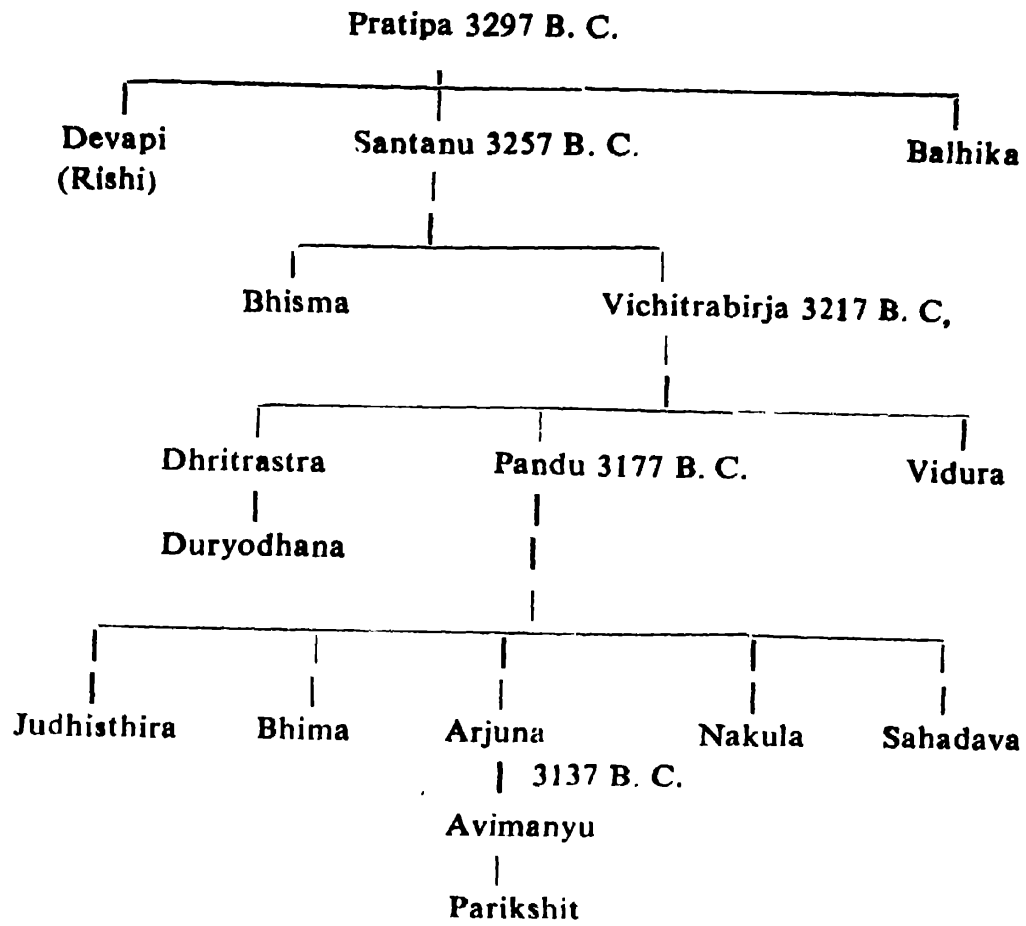 Pratipa 3297 B. C.
Devapi Santanu 3257 B. C. Balhika
(Rishi)
Bhisma Vichitrabirja 3217 B. C,
Dhritrastra Pandu 3177 B. C. Vidura
Duryodhana
Judhisthira Bhima Arjuna Nakula Sahadava
3137 B. C.
Avimanyu
Parikshit